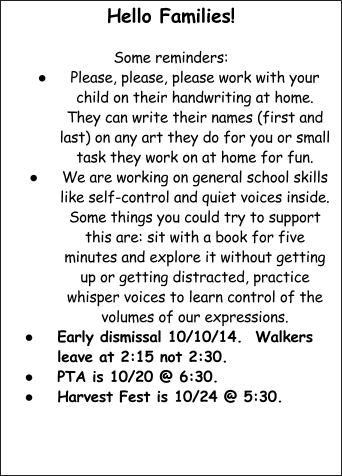 Hello Families!
Some reminders:
● Please, please, please work with your
child on their handwriting at home.
They can write their names (first and
last) on any art they do for you or small
task they work on at home for fun.
● We are working on general school skills
like self-control and quiet voices inside.
Some things you could try to support
this are: sit with a book for five
minutes and explore it without getting
up or getting distracted, practice
whisper voices to learn control of the
volumes of our expressions.
● Early dismissal 10/10/14. Walkers
leave at 2:15 not 2:30.
● PTA is 10/20 @ 6:30.
● Harvest Fest is 10/24 @ 5:30.